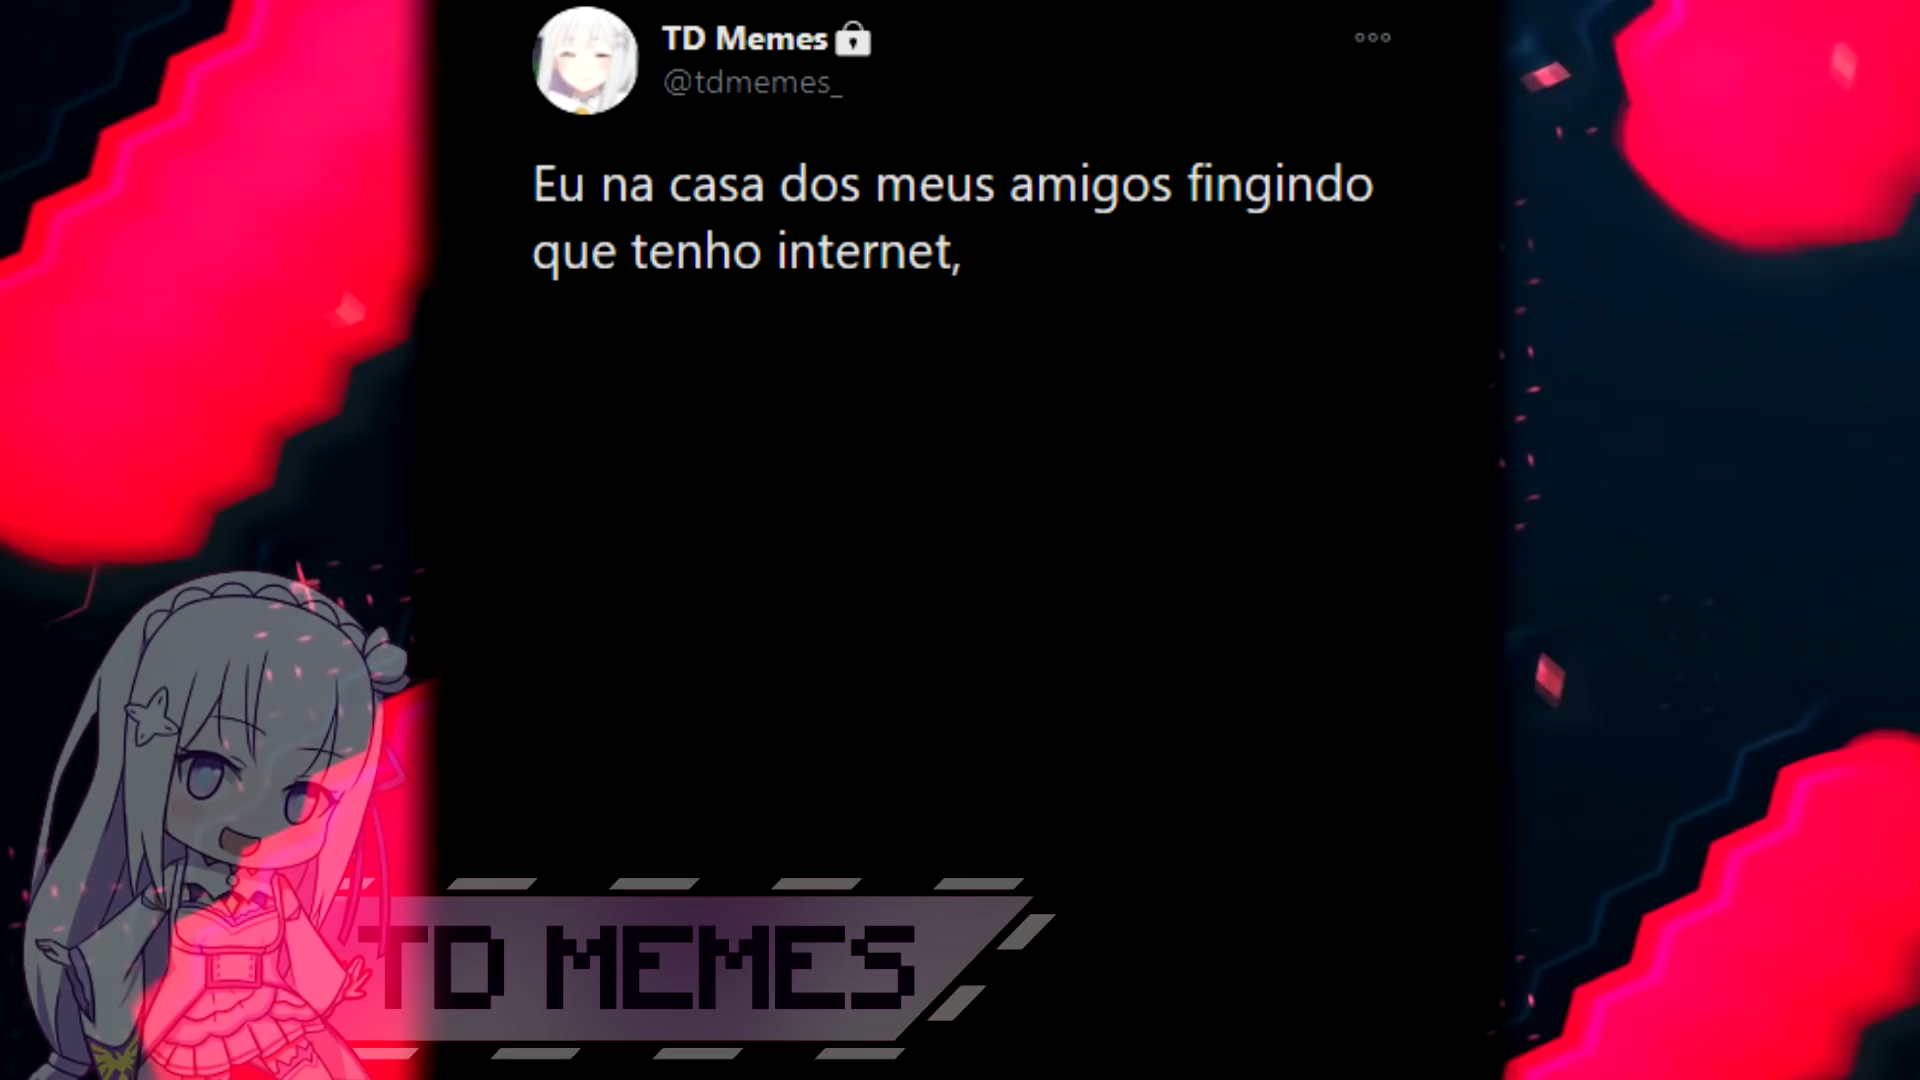 TD Memes
@tdmemes_
Eu na casa dos meus amigos fingindo
que tenho internet,
TD MEMES